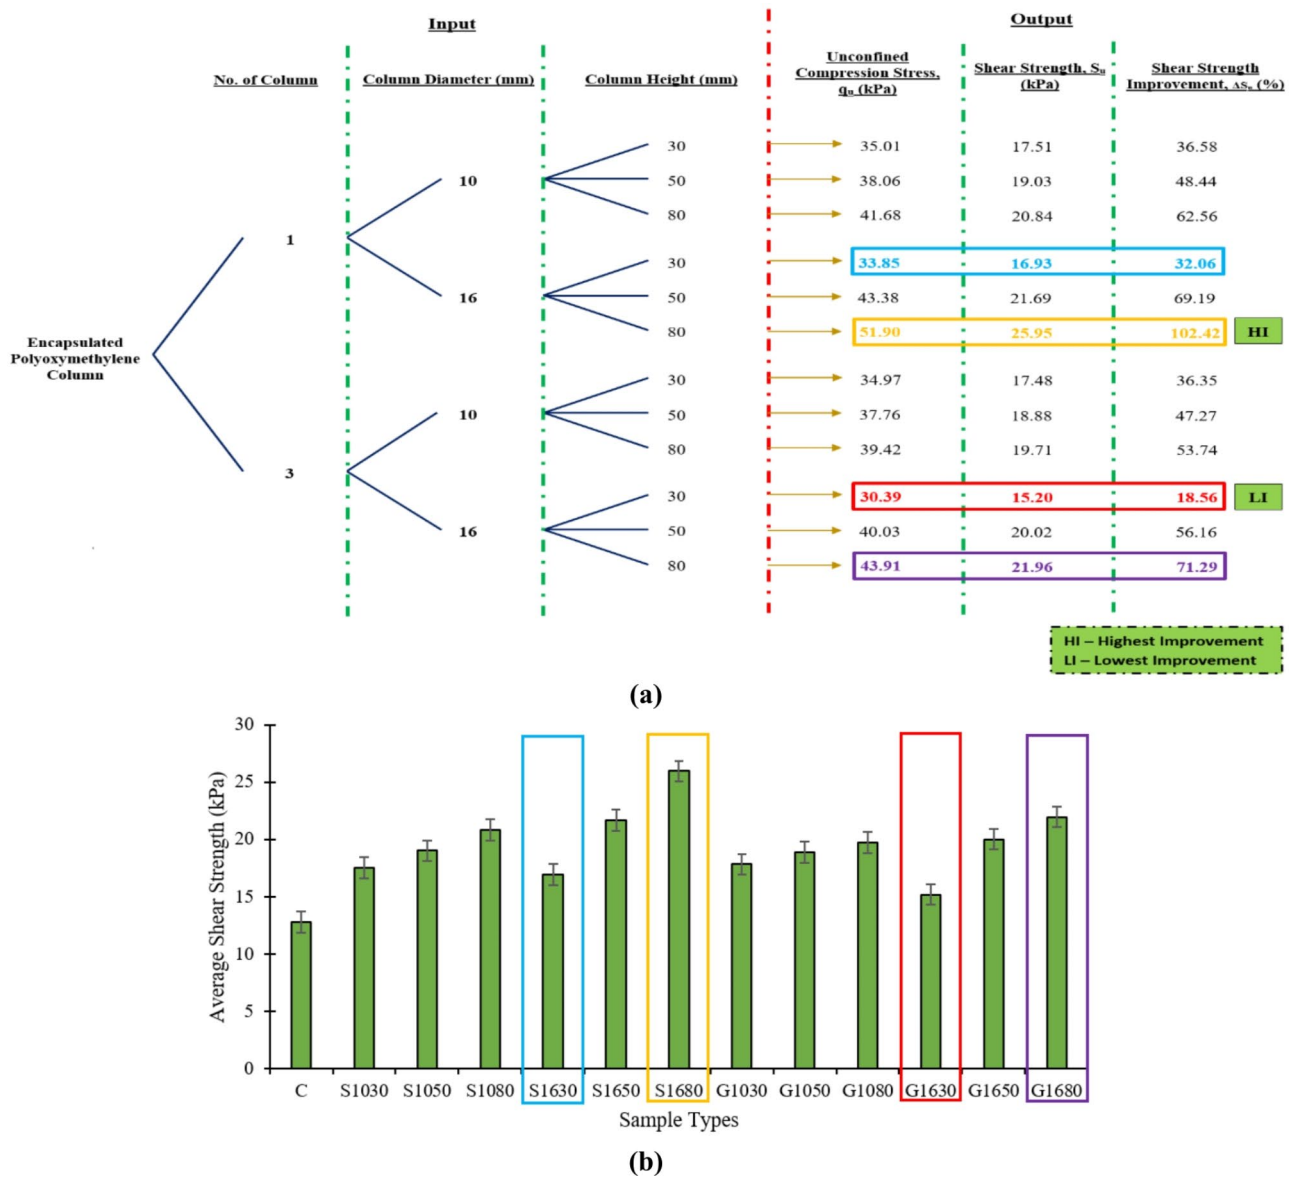 Input
Output
No. of Column
Column Diameter (mm)
Column Height (mm)
Unconfined
Compression Stress,
qᵤ (kPa)
Shear Strength, Sᵤ
(kPa)
Shear Strength
Improvement, ΔSᵤ (%)
Encapsulated
Polyoxymethylene
Column
1
10
30 35.01 17.51 36.58
50 38.06 19.03 48.44
80 41.68 20.84 62.56
16
30 33.85 16.93 32.06
50 43.38 21.69 69.19
80 51.90 25.95 102.42 HI
3
10
30 34.97 17.48 36.35
50 37.76 18.88 47.27
80 39.42 19.71 53.74
16
30 30.39 15.20 18.56 LI
50 40.03 20.02 56.16
80 43.91 21.96 71.29
HI – Highest Improvement
LI – Lowest Improvement
(a)
Average Shear Strength (kPa)
30
25
20
15
10
5
0
C S1030 S1050 S1080 S1630 S1650 S1680 G1030 G1050 G1080 G1630 G1650 G1680
Sample Types
(b)